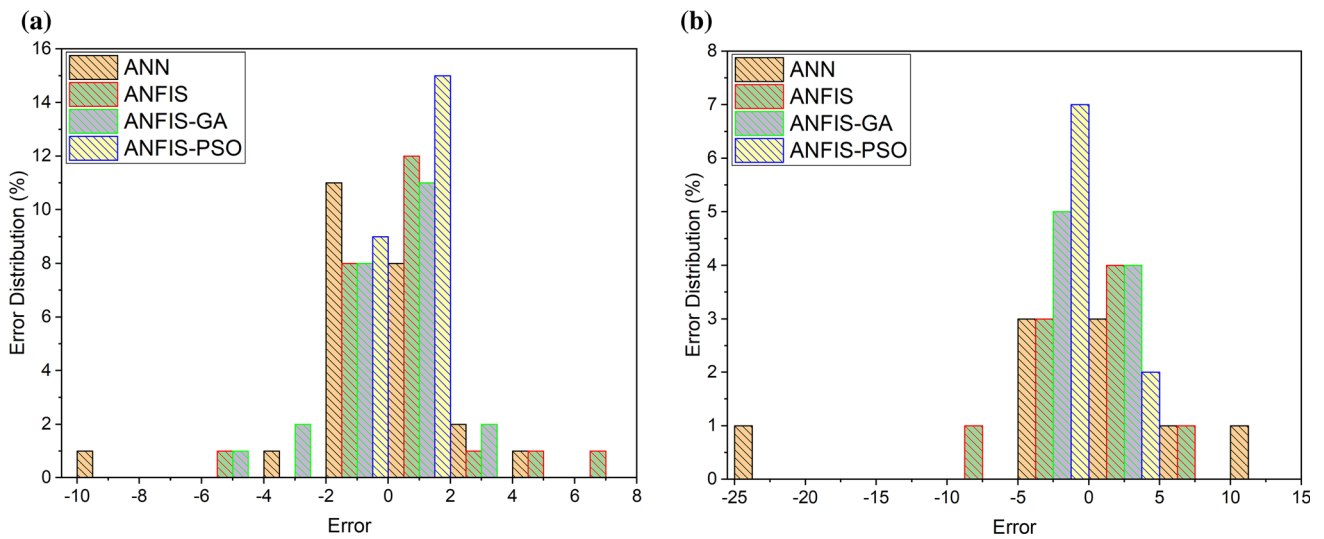 (a)
ANN
ANFIS
ANFIS-GA
ANFIS-PSO
Error Distribution (%)
16
14
12
10
8
6
4
2
0
-10 -8 -6 -4 -2 0 2 4 6 8
Error
(b)
ANN
ANFIS
ANFIS-GA
ANFIS-PSO
Error Distribution (%)
8
7
6
5
4
3
2
1
0
-25 -20 -15 -10 -5 0 5 10 15
Error